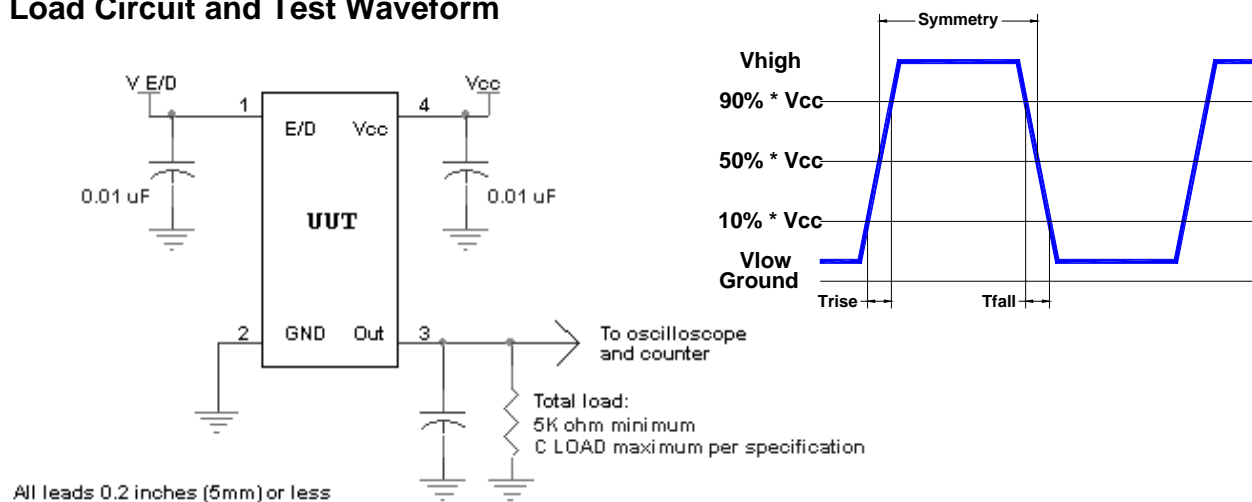 Load Circuit and Test Waveform
V E/D
Vcc
1
4
E/D Vcc
0.01 uF
0.01 uF
UUT
2
GND Out
3
To oscilloscope
and counter
Total load:
5K ohm minimum
C LOAD maximum per specification
All leads 0.2 inches (5mm) or less
Symmetry
Vhigh
90% * Vcc
50% * Vcc
10% * Vcc
Vlow
Ground
Trise
Tfall